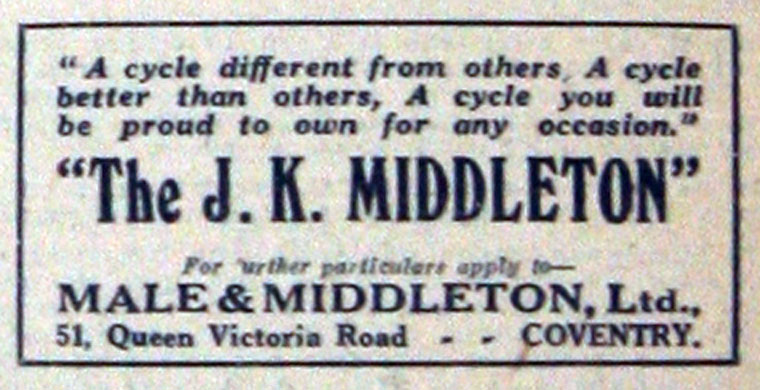 “A cycle different from others, A cycle
better than others, A cycle you will
be proud to own for any occasion.”
“The J. K. MIDDLETON”
For urther particulars apply to—
MALE & MIDDLETON, Ltd.,
51, Queen Victoria Road - - COVENTRY.